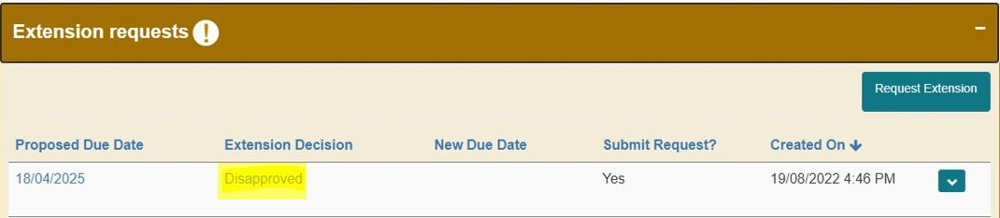 Extension requests !
Request Extension
Proposed Due Date Extension Decision New Due Date Submit Request? Created On
18/04/2025 Disapproved Yes 19/08/2022 4:46 PM